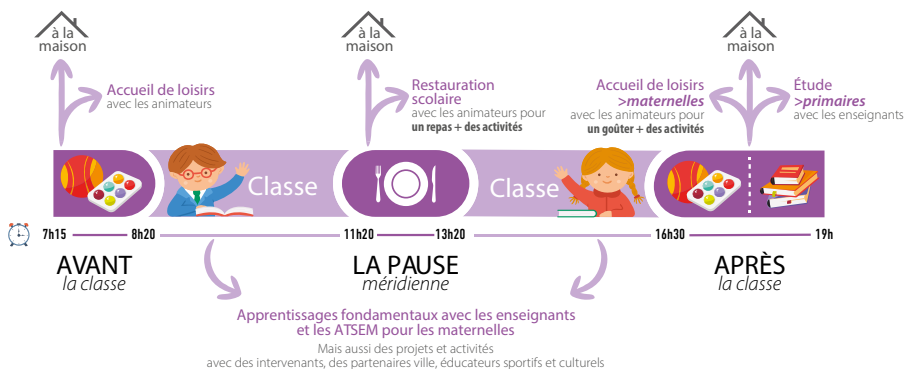 à la
maison
à la
maison
à la
maison
Accueil de loisirs
avec les animateurs
Restauration
scolaire
avec les animateurs pour
un repas + des activités
Accueil de loisirs
>maternelles
avec les animateurs pour
un goûter + des activités
Étude
>primaires
avec les enseignants
Classe
Classe
7h15
8h20
11h20
13h20
16h30
19h
AVANT
la classe
LA PAUSE
méridienne
APRÈS
la classe
Apprentissages fondamentaux avec les enseignants
et les ATSEM pour les maternelles
Mais aussi des projets et activités
avec des intervenants, des partenaires ville, éducateurs sportifs et culturels